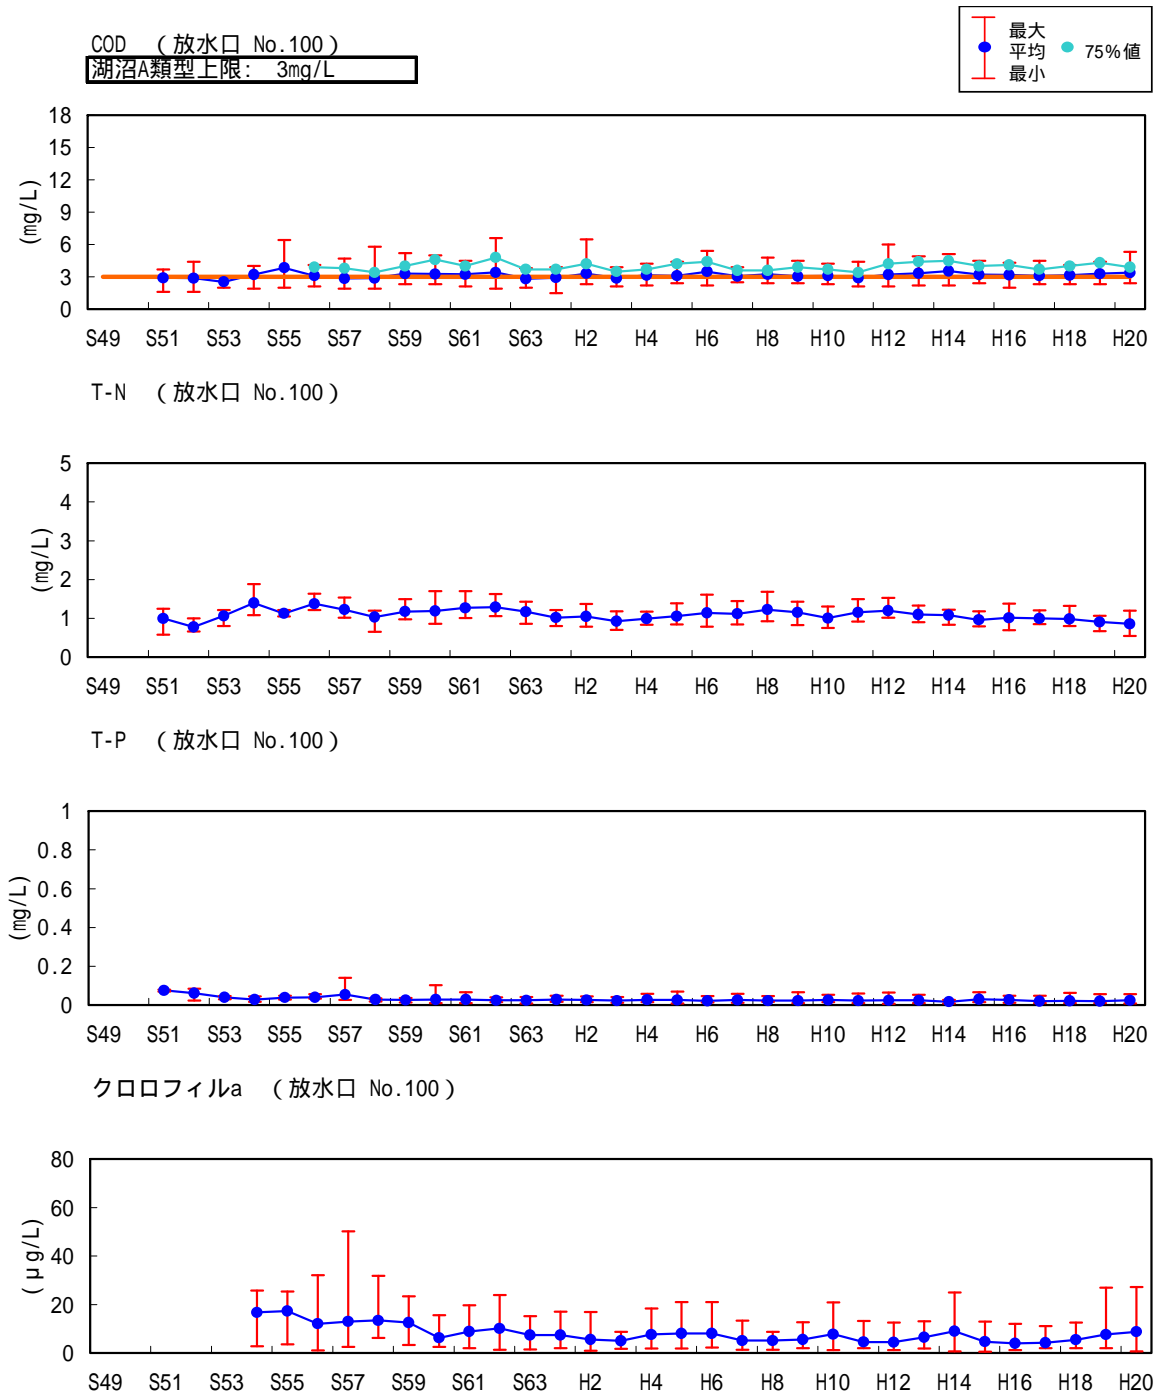 COD （放水口 No.100）
湖沼A類型上限: 3mg/L
最大
平均
最小
75%値
18
15
12
9
6
3
0
(mg/L)
S49 S51 S53 S55 S57 S59 S61 S63 H2 H4 H6 H8 H10 H12 H14 H16 H18 H20
T-N （放水口 No.100）
5
4
3
2
1
0
(mg/L)
S49 S51 S53 S55 S57 S59 S61 S63 H2 H4 H6 H8 H10 H12 H14 H16 H18 H20
T-P （放水口 No.100）
1
0.8
0.6
0.4
0.2
0
(mg/L)
S49 S51 S53 S55 S57 S59 S61 S63 H2 H4 H6 H8 H10 H12 H14 H16 H18 H20
クロロフィルa （放水口 No.100）
80
60
40
20
0
(μg/L)
S49 S51 S53 S55 S57 S59 S61 S63 H2 H4 H6 H8 H10 H12 H14 H16 H18 H20